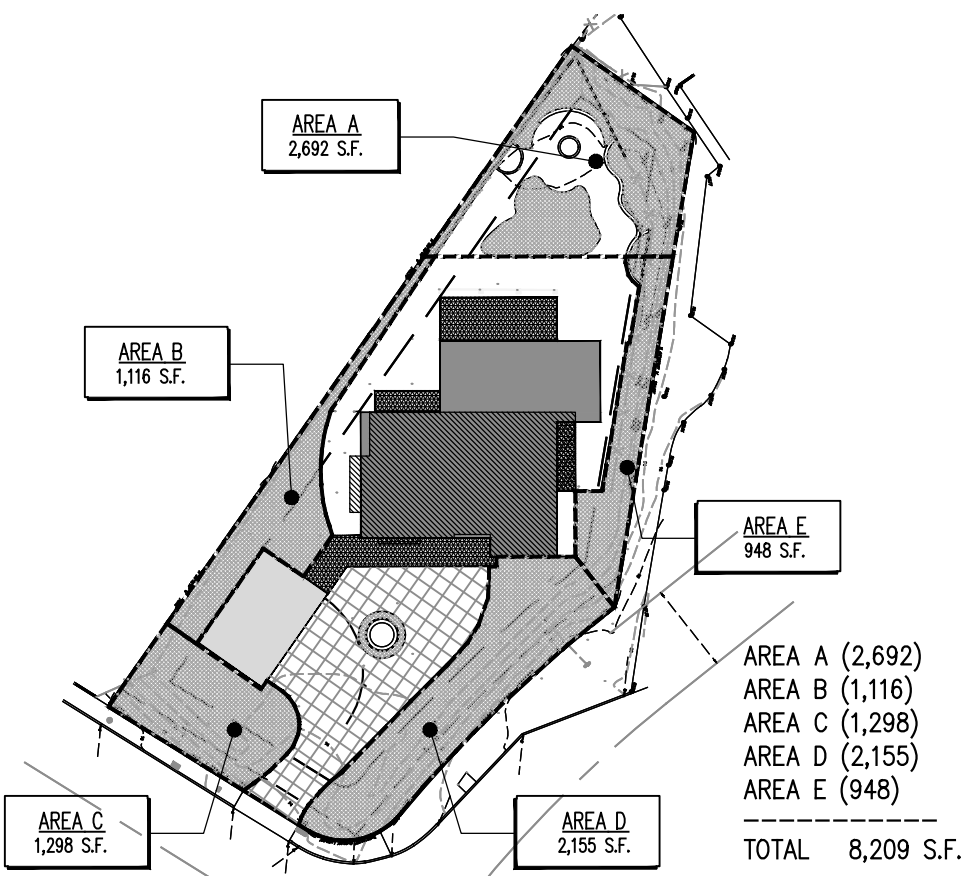 AREA A
2,692 S.F.
AREA B
1,116 S.F.
AREA E
948 S.F.
AREA C
1,298 S.F.
AREA D
2,155 S.F.
AREA A (2,692)
AREA B (1,116)
AREA C (1,298)
AREA D (2,155)
AREA E (948)
--------------
TOTAL 8,209 S.F.